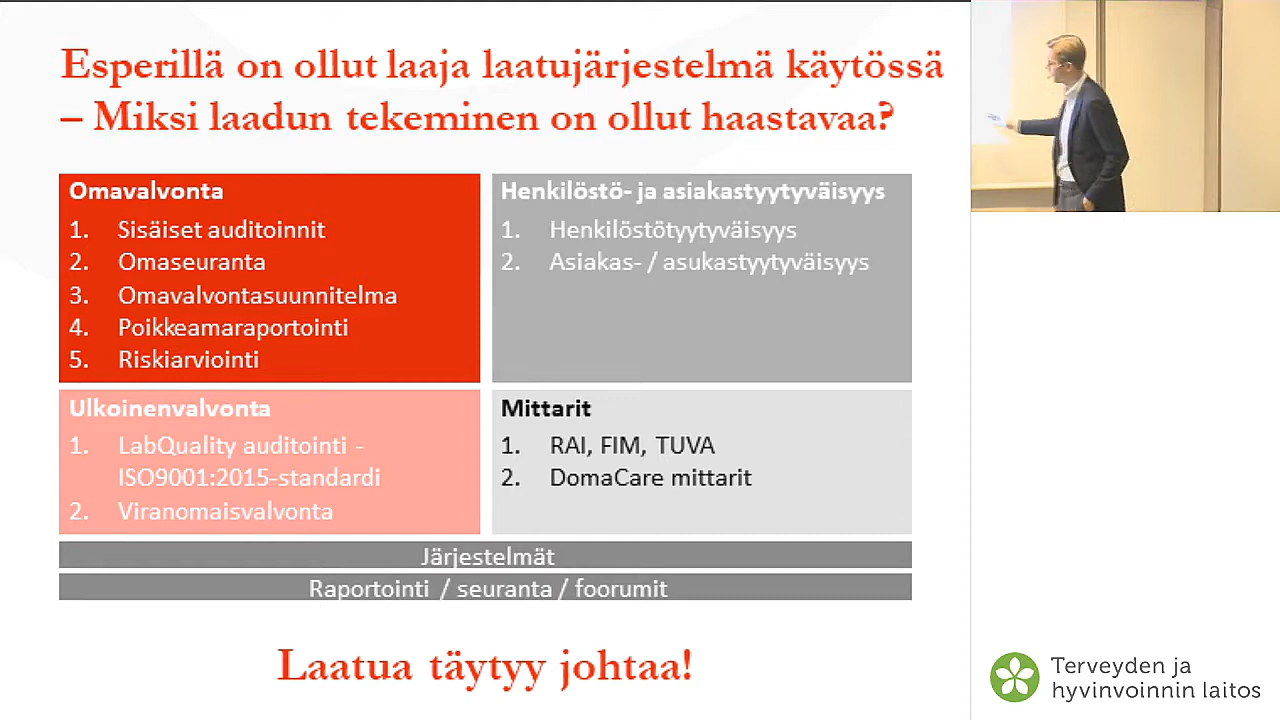 Esperillä on ollut laaja laatujärjestelmä käytössä
– Miksi laadun tekeminen on ollut haastavaa?
Omavalvonta
1. Sisäiset auditoinnit
2. Omaseuranta
3. Omavalvontasuunnitelma
4. Poikkeamaraportointi
5. Riskiarviointi
Henkilöstö- ja asiakastyytyväisyys
1. Henkilöstötyytyväisyys
2. Asiakas- / asukastyytyväisyys
Ulkoinenvalvonta
1. LabQuality auditointi -
ISO9001:2015-standardi
2. Viranomaisvalvonta
Mittarit
1. RAI, FIM, TUVA
2. DomaCare mittarit
Järjestelmät
Raportointi / seuranta / foorumit
Laatua täytyy johtaa!
Terveyden ja
hyvinvoinnin laitos